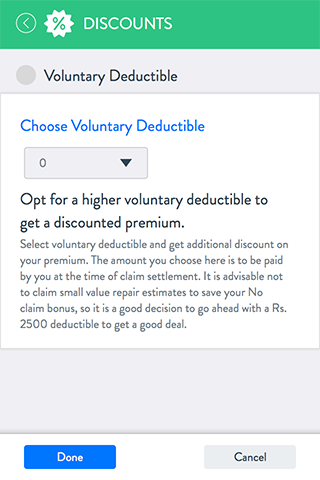 DISCOUNTS
Voluntary Deductible
Choose Voluntary Deductible
0
Opt for a higher voluntary deductible to
get a discounted premium.
Select voluntary deductible and get additional discount on
your premium. The amount you choose here is to be paid
by you at the time of claim settlement. It is advisable not
to claim small value repair estimates to save your No
claim bonus, so it is a good decision to go ahead with a Rs.
2500 deductible to get a good deal.
Done
Cancel